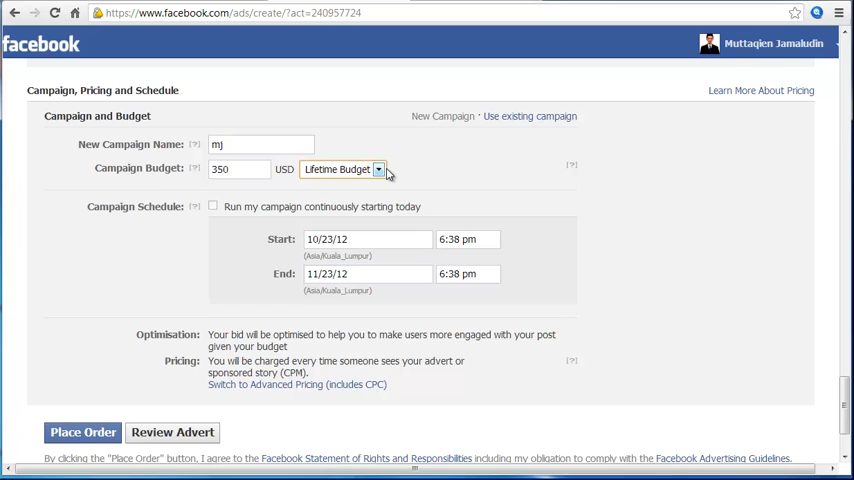 https://www.facebook.com/ads/create/?act=240957724
facebook
Muttaqien Jamaludin
Campaign, Pricing and Schedule
Learn More About Pricing
Campaign and Budget
New Campaign · Use existing campaign
New Campaign Name: [?] mj
Campaign Budget: [?] 350 USD Lifetime Budget [?]
Campaign Schedule: [?] Run my campaign continuously starting today
Start: 10/23/12 6:38 pm
(Asia/Kuala_Lumpur)
End: 11/23/12 6:38 pm
(Asia/Kuala_Lumpur)
Optimisation: Your bid will be optimised to help you to make users more engaged with your post
given your budget
Pricing: You will be charged every time someone sees your advert or [?]
sponsored story (CPM).
Switch to Advanced Pricing (includes CPC)
Place Order Review Advert
By clicking the "Place Order" button, I agree to the Facebook Statement of Rights and Responsibilities including my obligation to comply with the Facebook Advertising Guidelines.